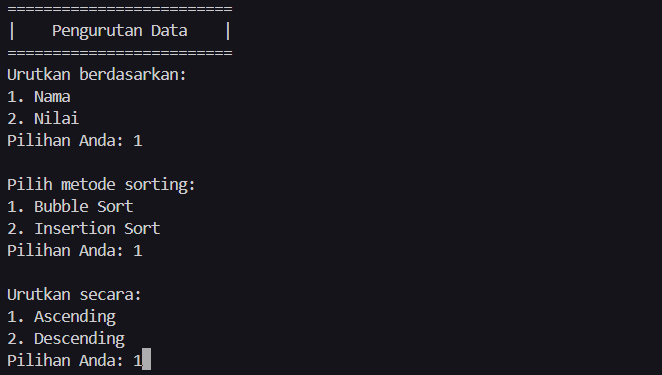 =========================
|    Pengurutan Data    |
=========================
Urutkan berdasarkan:
1. Nama
2. Nilai
Pilihan Anda: 1

Pilih metode sorting:
1. Bubble Sort
2. Insertion Sort
Pilihan Anda: 1

Urutkan secara:
1. Ascending
2. Descending
Pilihan Anda: 1